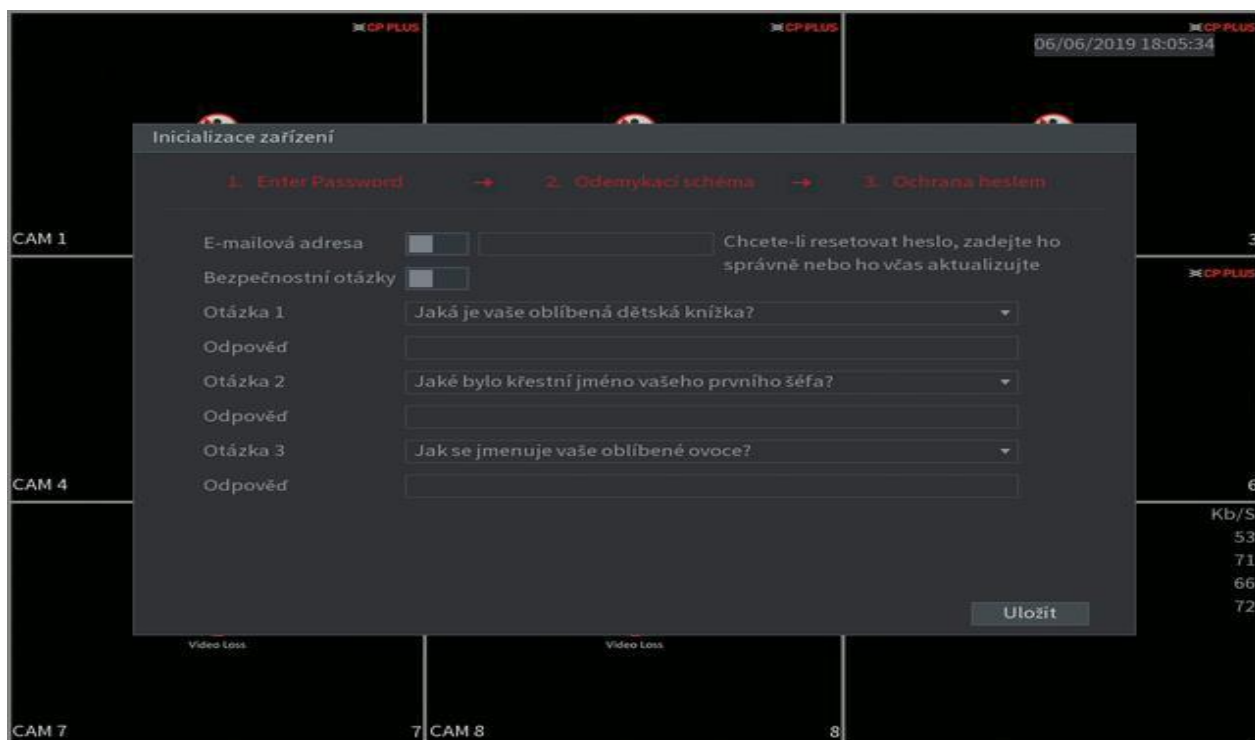 CP PLUS
CP PLUS
CP PLUS
06/06/2019 18:05:34
Inicializace zařízení
1. Enter Password → 2. Odemykací schéma → 3. Ochrana heslem
CAM 1
3
E-mailová adresa
Chcete-li resetovat heslo, zadejte ho
správně nebo ho včas aktualizujte
Bezpečnostní otázky
CP PLUS
Otázka 1 Jaká je vaše oblíbená dětská knížka?
Odpověď
Otázka 2 Jaké bylo křestní jméno vašeho prvního šéfa?
Odpověď
Otázka 3 Jak se jmenuje vaše oblíbené ovoce?
Odpověď
CAM 4
6
Kb/S
53
71
66
72
Uložit
Video Loss
Video Loss
CAM 7
7
CAM 8
8